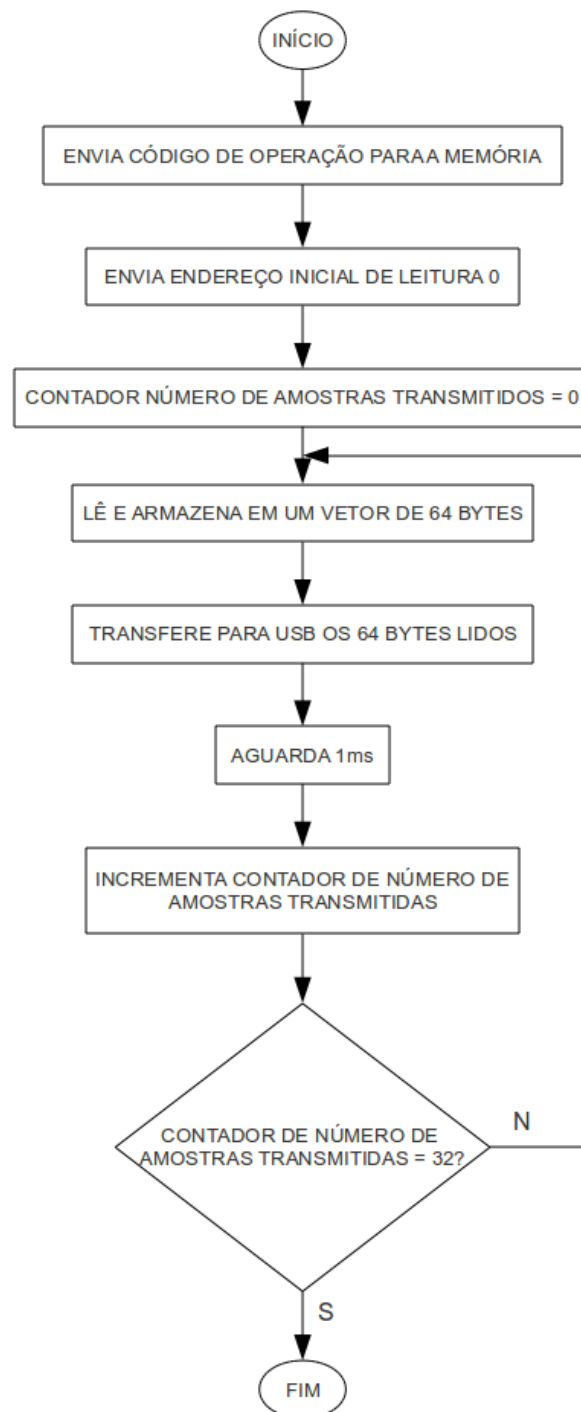 INÍCIO
ENVIA CÓDIGO DE OPERAÇÃO PARA A MEMÓRIA
ENVIA ENDEREÇO INICIAL DE LEITURA 0
CONTADOR NÚMERO DE AMOSTRAS TRANSMITIDOS = 0
LÊ E ARMAZENA EM UM VETOR DE 64 BYTES
TRANSFERE PARA USB OS 64 BYTES LIDOS
AGUARDA 1ms
INCREMENTA CONTADOR DE NÚMERO DE
AMOSTRAS TRANSMITIDAS
CONTADOR DE NÚMERO DE
AMOSTRAS TRANSMITIDAS = 32?
N
S
FIM